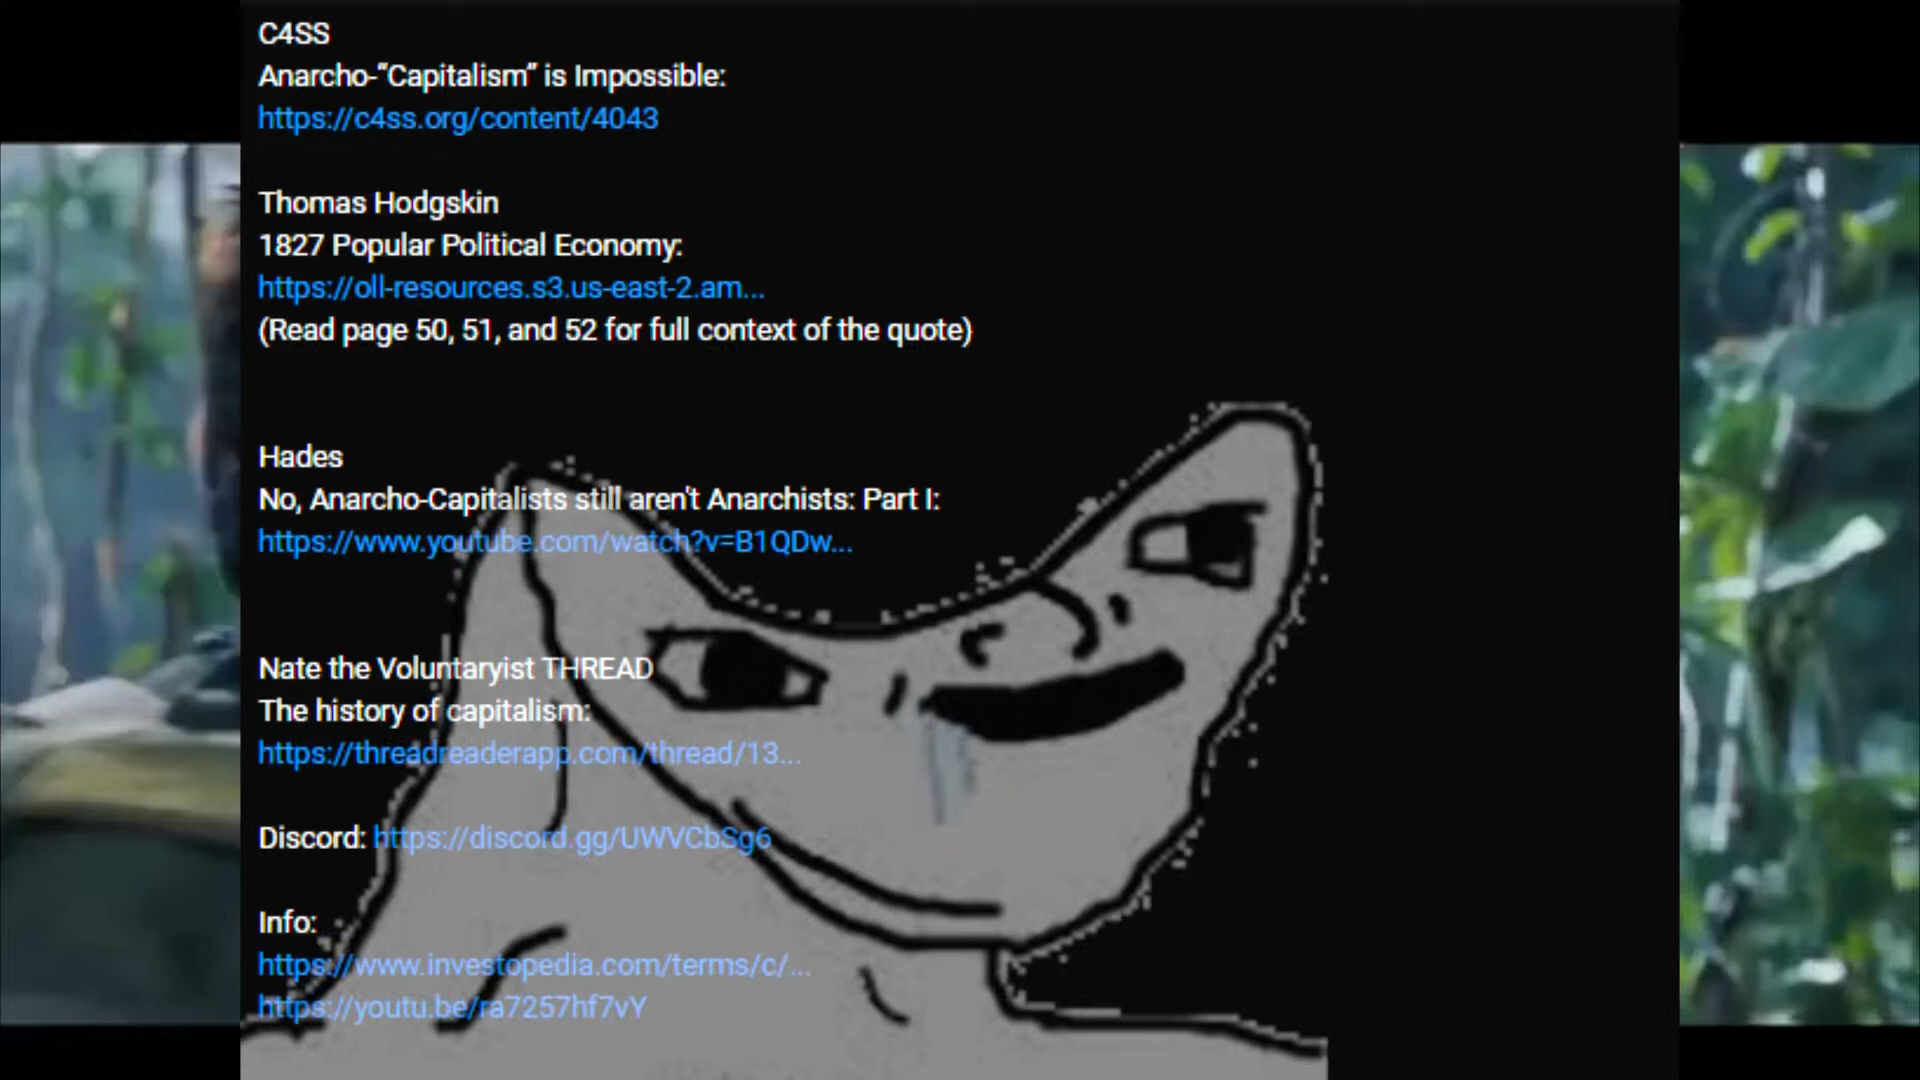 C4SS
Anarcho-“Capitalism” is Impossible:
https://c4ss.org/content/4043
Thomas Hodgskin
1827 Popular Political Economy:
https://oll-resources.s3.us-east-2.am...
(Read page 50, 51, and 52 for full context of the quote)
Hades
No, Anarcho-Capitalists still aren't Anarchists: Part I:
https://www.youtube.com/watch?v=B1QDw...
Nate the Voluntaryist THREAD
The history of capitalism:
https://threadreaderapp.com/thread/13...
Discord: https://discord.gg/UWVCbSg6
Info:
https://www.investopedia.com/terms/c/...
https://youtu.be/ra7257hf7vY